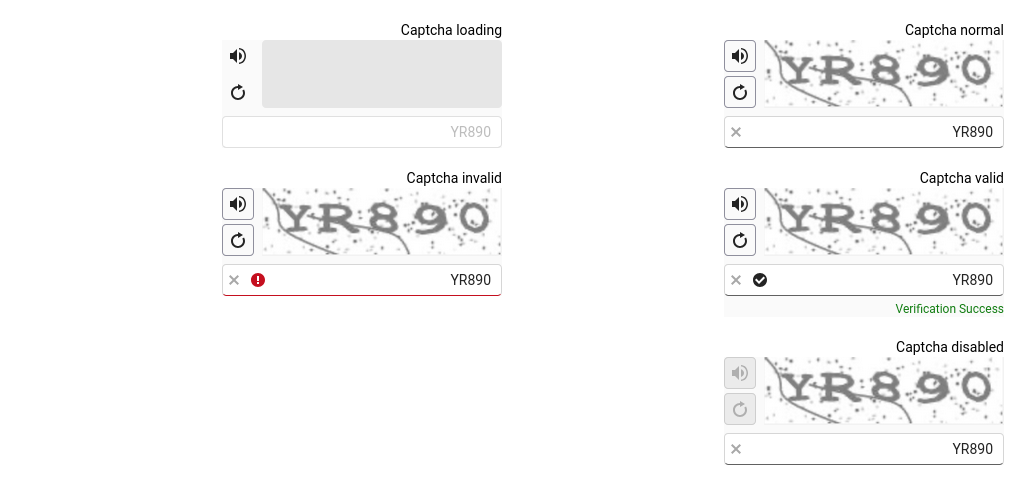 Captcha normal
YR890
YR890
Captcha loading
YR890
Captcha valid
YR890
YR890
Verification Success
Captcha invalid
YR890
YR890
Captcha disabled
YR890
YR890